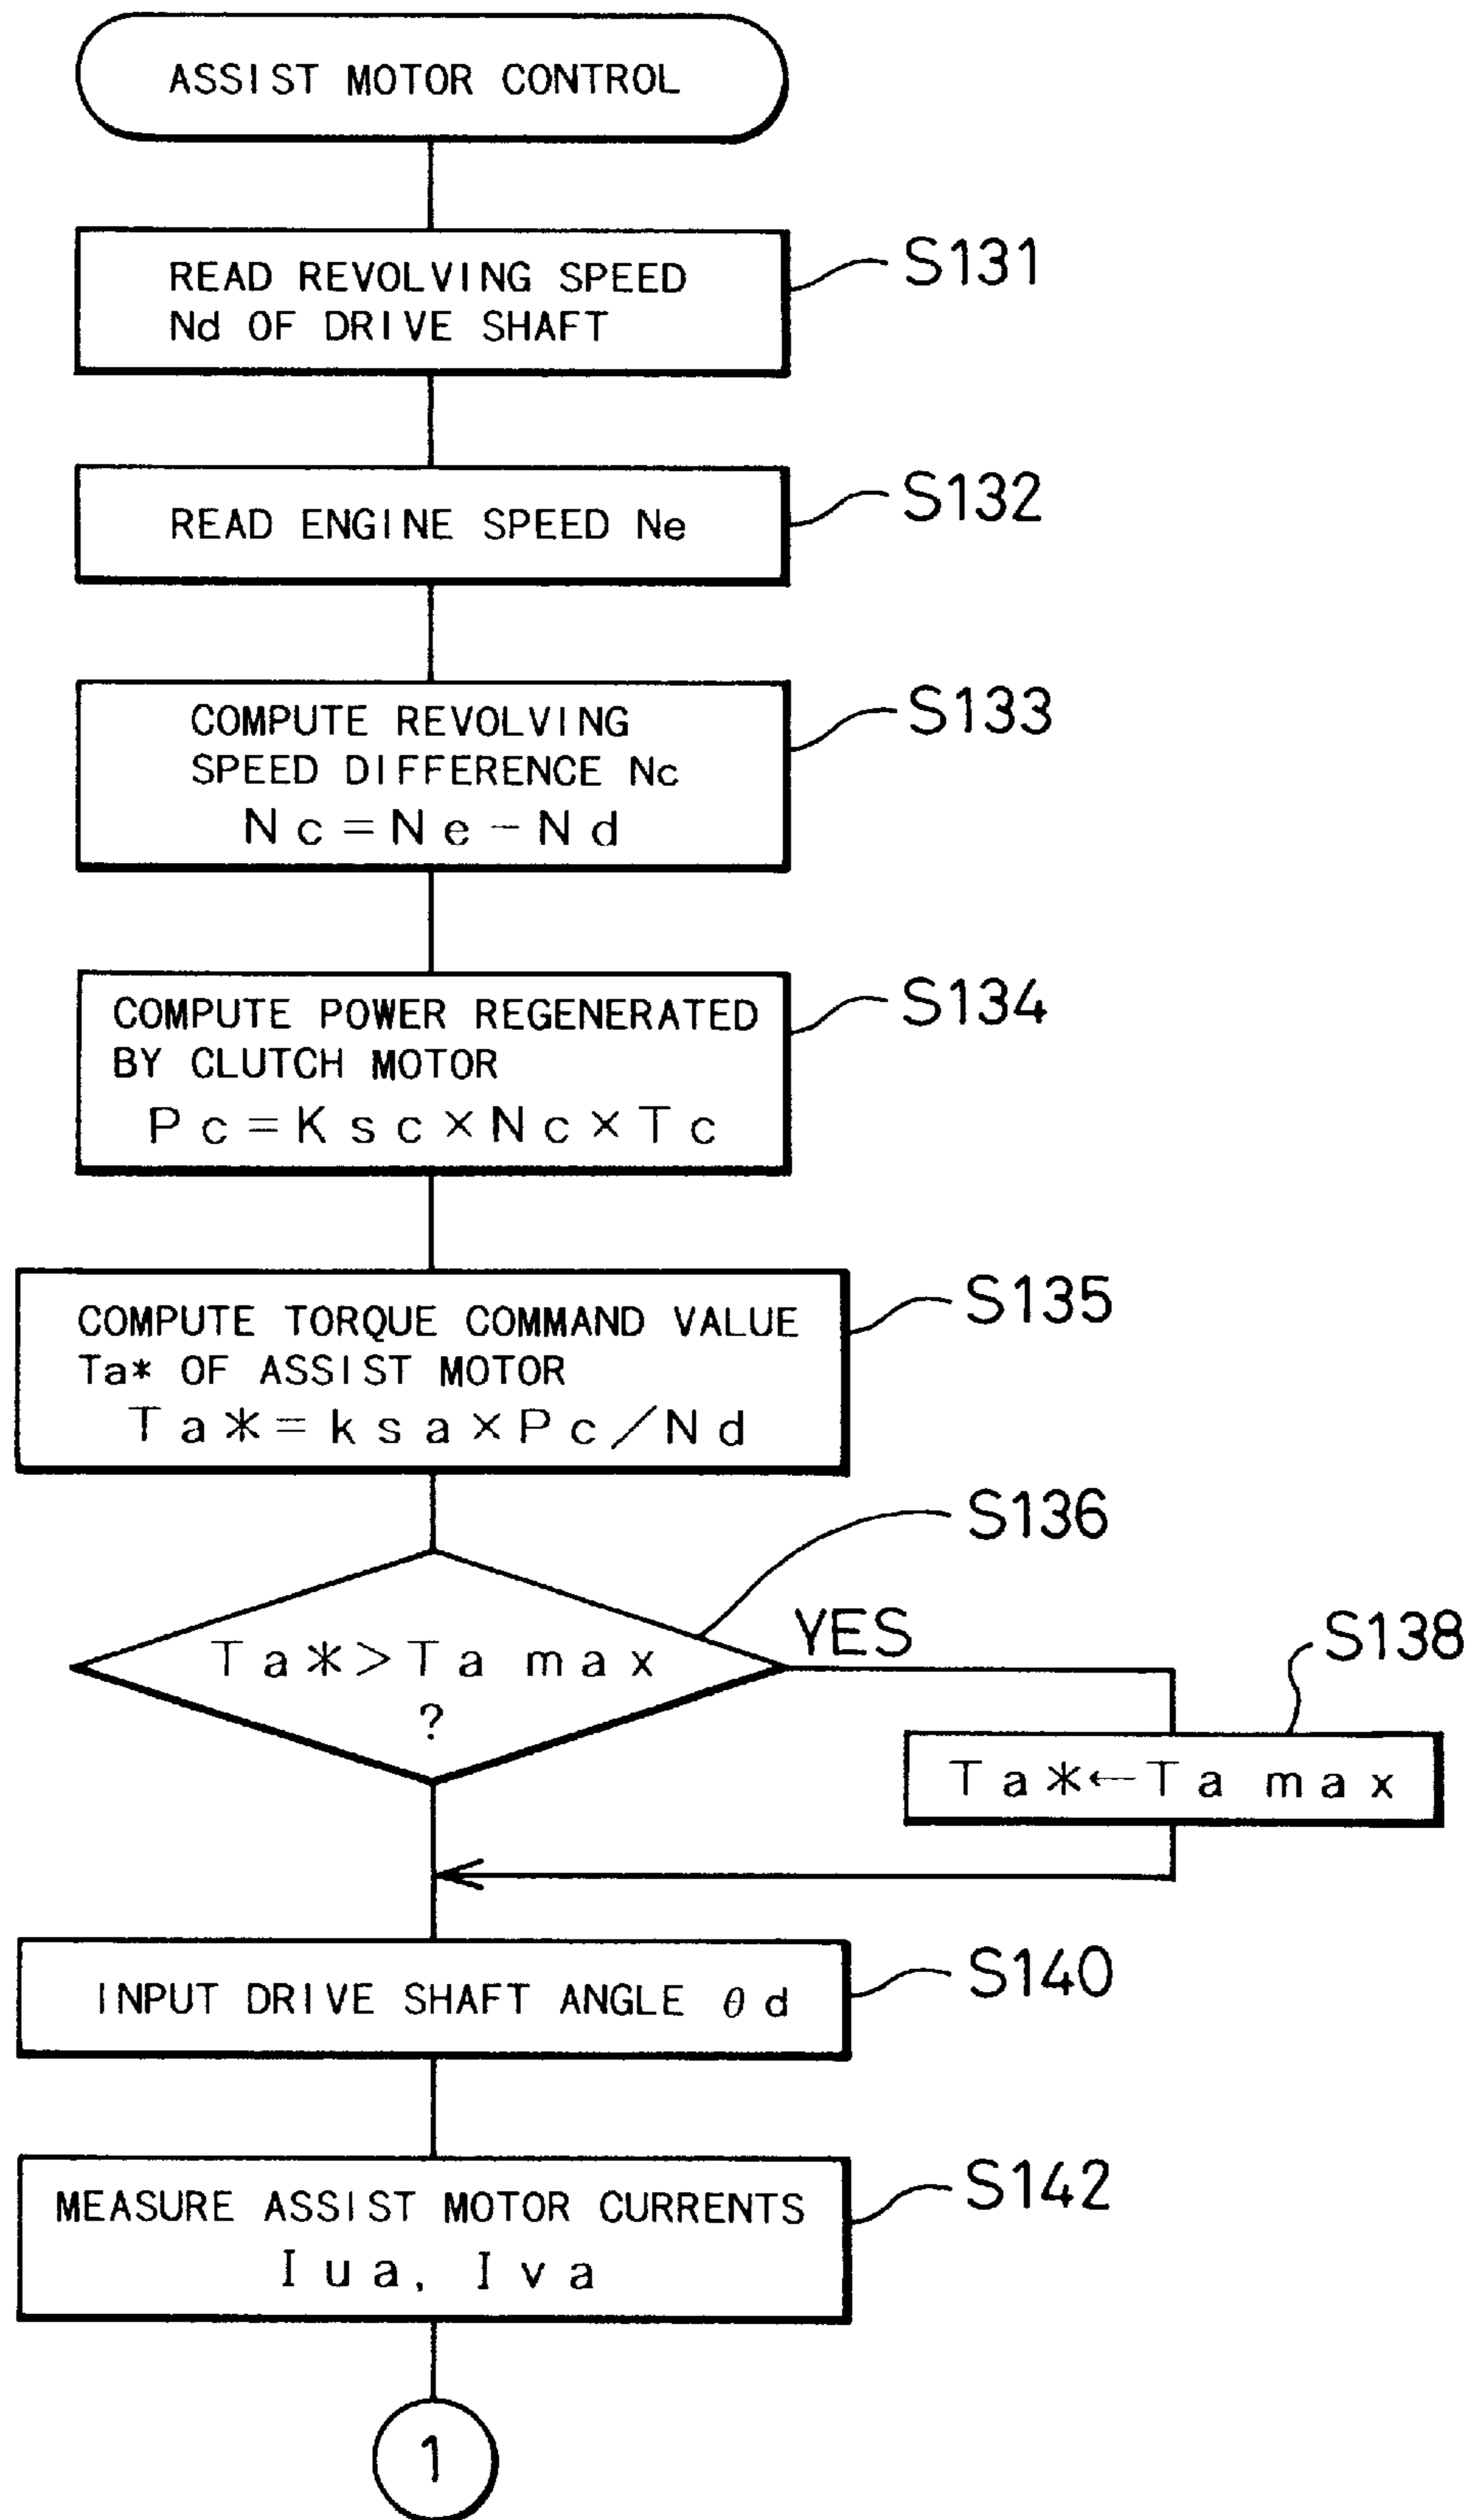 ASSIST MOTOR CONTROL
READ REVOLVING SPEED
Nd OF DRIVE SHAFT
S131
READ ENGINE SPEED Ne
S132
COMPUTE REVOLVING
SPEED DIFFERENCE Nc
Nc=Ne-Nd
S133
COMPUTE POWER REGENERATED
BY CLUTCH MOTOR
Pc=Ksc×Nc×Tc
S134
COMPUTE TORQUE COMMAND VALUE
Ta* OF ASSIST MOTOR
Ta*=ksa×Pc/Nd
S135
S136
Ta*>Ta max
?
YES
S138
Ta*←Ta max
INPUT DRIVE SHAFT ANGLE θd
S140
MEASURE ASSIST MOTOR CURRENTS
Iua, Iva
S142
1